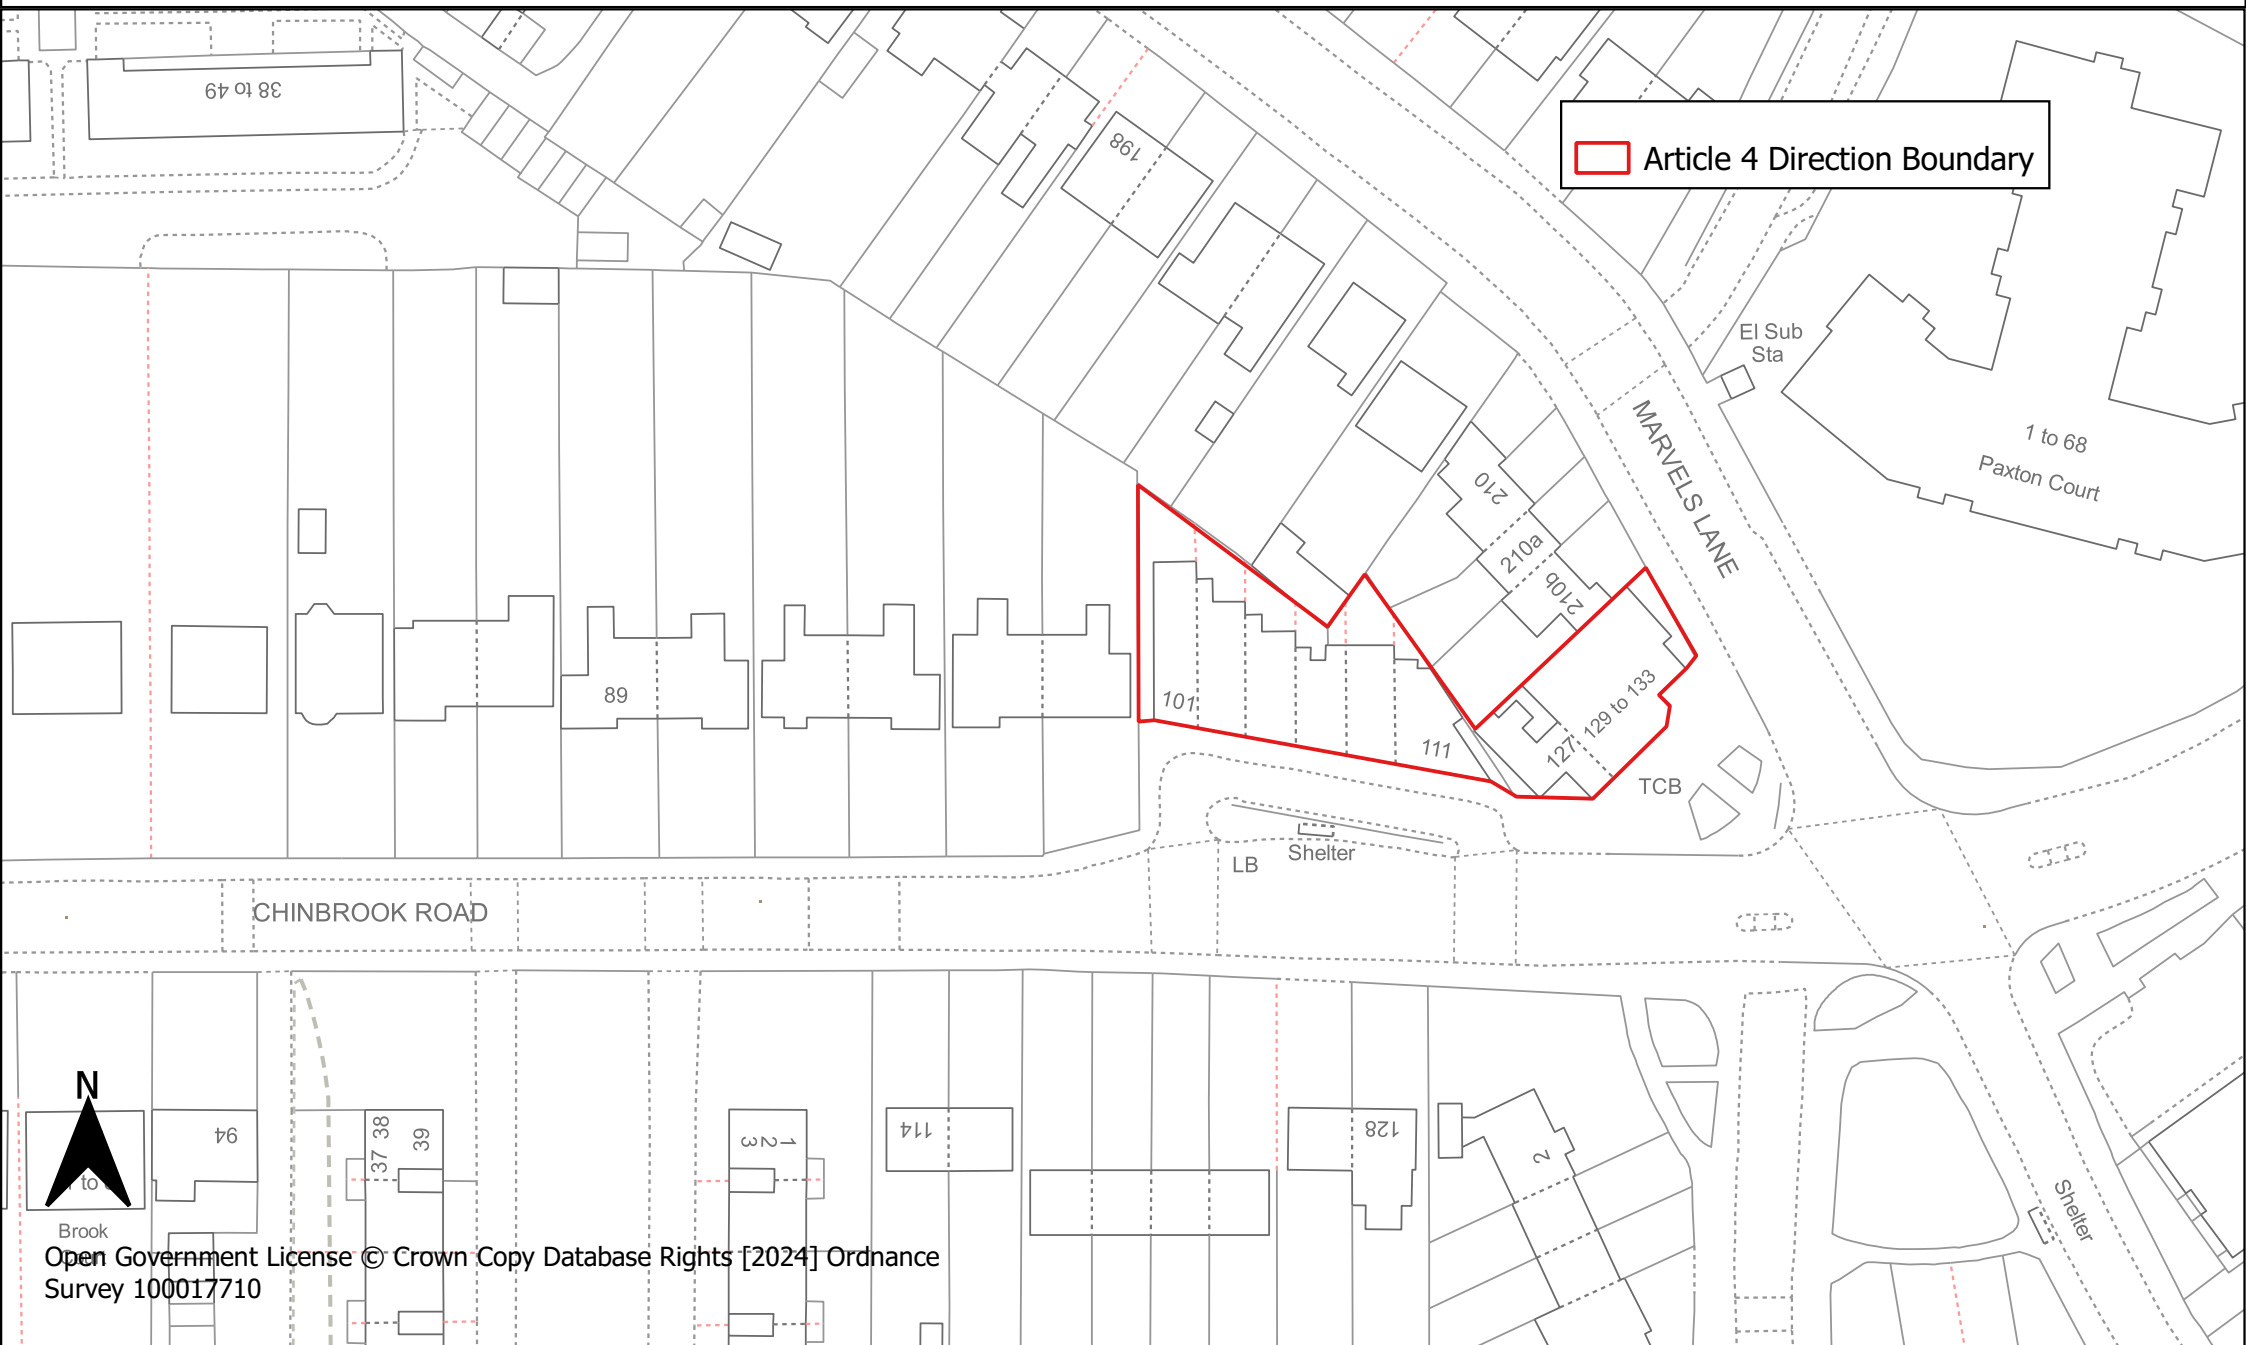 38 to 49
198
Article 4 Direction Boundary
El Sub
Sta
MARVELS LANE
1 to 68
Paxton Court
210
210a
210b
89
101
111
127
129 to 133
TCB
LB
Shelter
CHINBROOK ROAD
N
94
37 38
39
1
2
3
114
128
2
Shelter
to
Brook
Court
Open Government License © Crown Copy Database Rights [2024] Ordnance
Survey 100017710